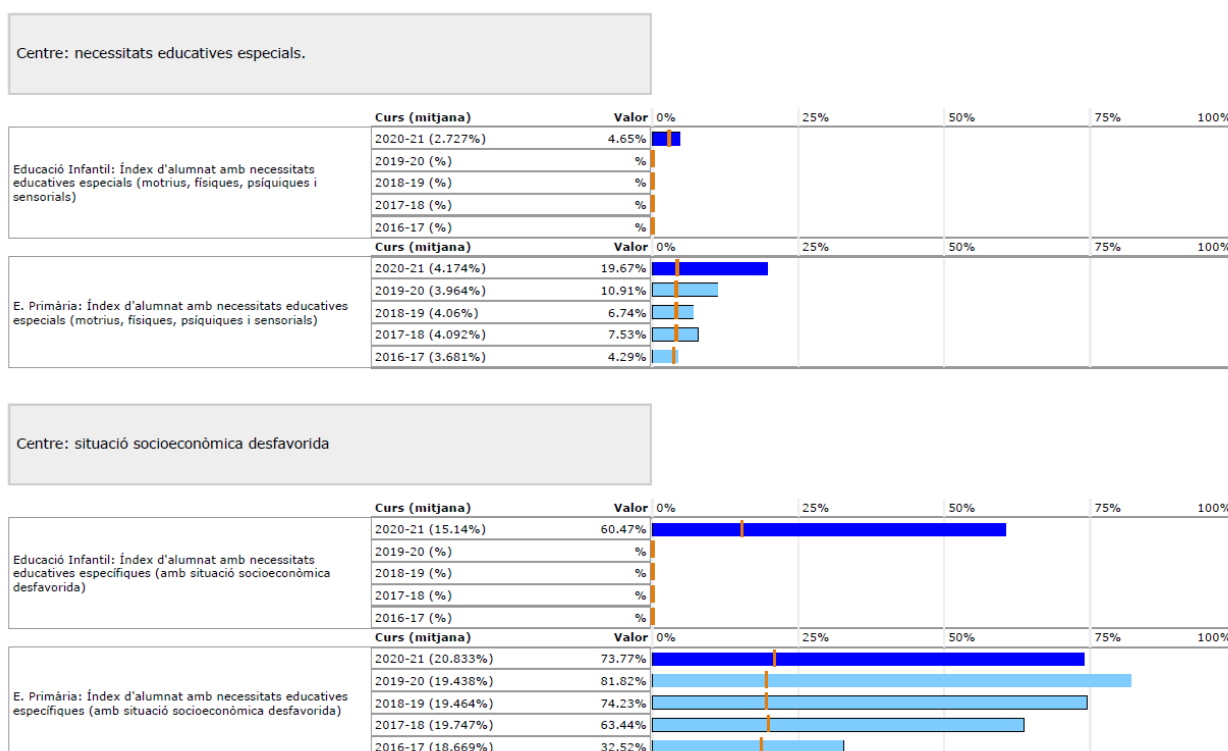 Centre: necessitats educatives especials.
Curs (mitjana) Valor 0% 25% 50% 75% 100%
Educació Infantil: Índex d'alumnat amb necessitats
educatives especials (motrius, físiques, psíquiques i
sensorials)
2020-21 (2.727%) 4.65%
2019-20 (%) %
2018-19 (%) %
2017-18 (%) %
2016-17 (%) %
Curs (mitjana) Valor 0% 25% 50% 75% 100%
E. Primària: Índex d'alumnat amb necessitats educatives
especials (motrius, físiques, psíquiques i sensorials)
2020-21 (4.174%) 19.67%
2019-20 (3.964%) 10.91%
2018-19 (4.06%) 6.74%
2017-18 (4.092%) 7.53%
2016-17 (3.681%) 4.29%
Centre: situació socioeconòmica desfavorida
Curs (mitjana) Valor 0% 25% 50% 75% 100%
Educació Infantil: Índex d'alumnat amb necessitats
educatives específiques (amb situació socioeconòmica
desfavorida)
2020-21 (15.14%) 60.47%
2019-20 (%) %
2018-19 (%) %
2017-18 (%) %
2016-17 (%) %
Curs (mitjana) Valor 0% 25% 50% 75% 100%
E. Primària: Índex d'alumnat amb necessitats educatives
específiques (amb situació socioeconòmica desfavorida)
2020-21 (20.833%) 73.77%
2019-20 (19.438%) 81.82%
2018-19 (19.464%) 74.23%
2017-18 (19.747%) 63.44%
2016-17 (18.669%) 32.52%